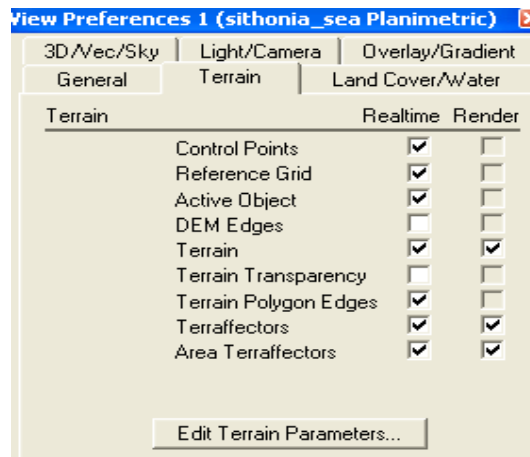 View Preferences 1 (sithonia_sea Planimetric)
3D/Vec/Sky Light/Camera Overlay/Gradient
General Terrain Land Cover/Water
Terrain Realtime Render
Control Points
Reference Grid
Active Object
DEM Edges
Terrain
Terrain Transparency
Terrain Polygon Edges
Terraffectors
Area Terraffectors
Edit Terrain Parameters...